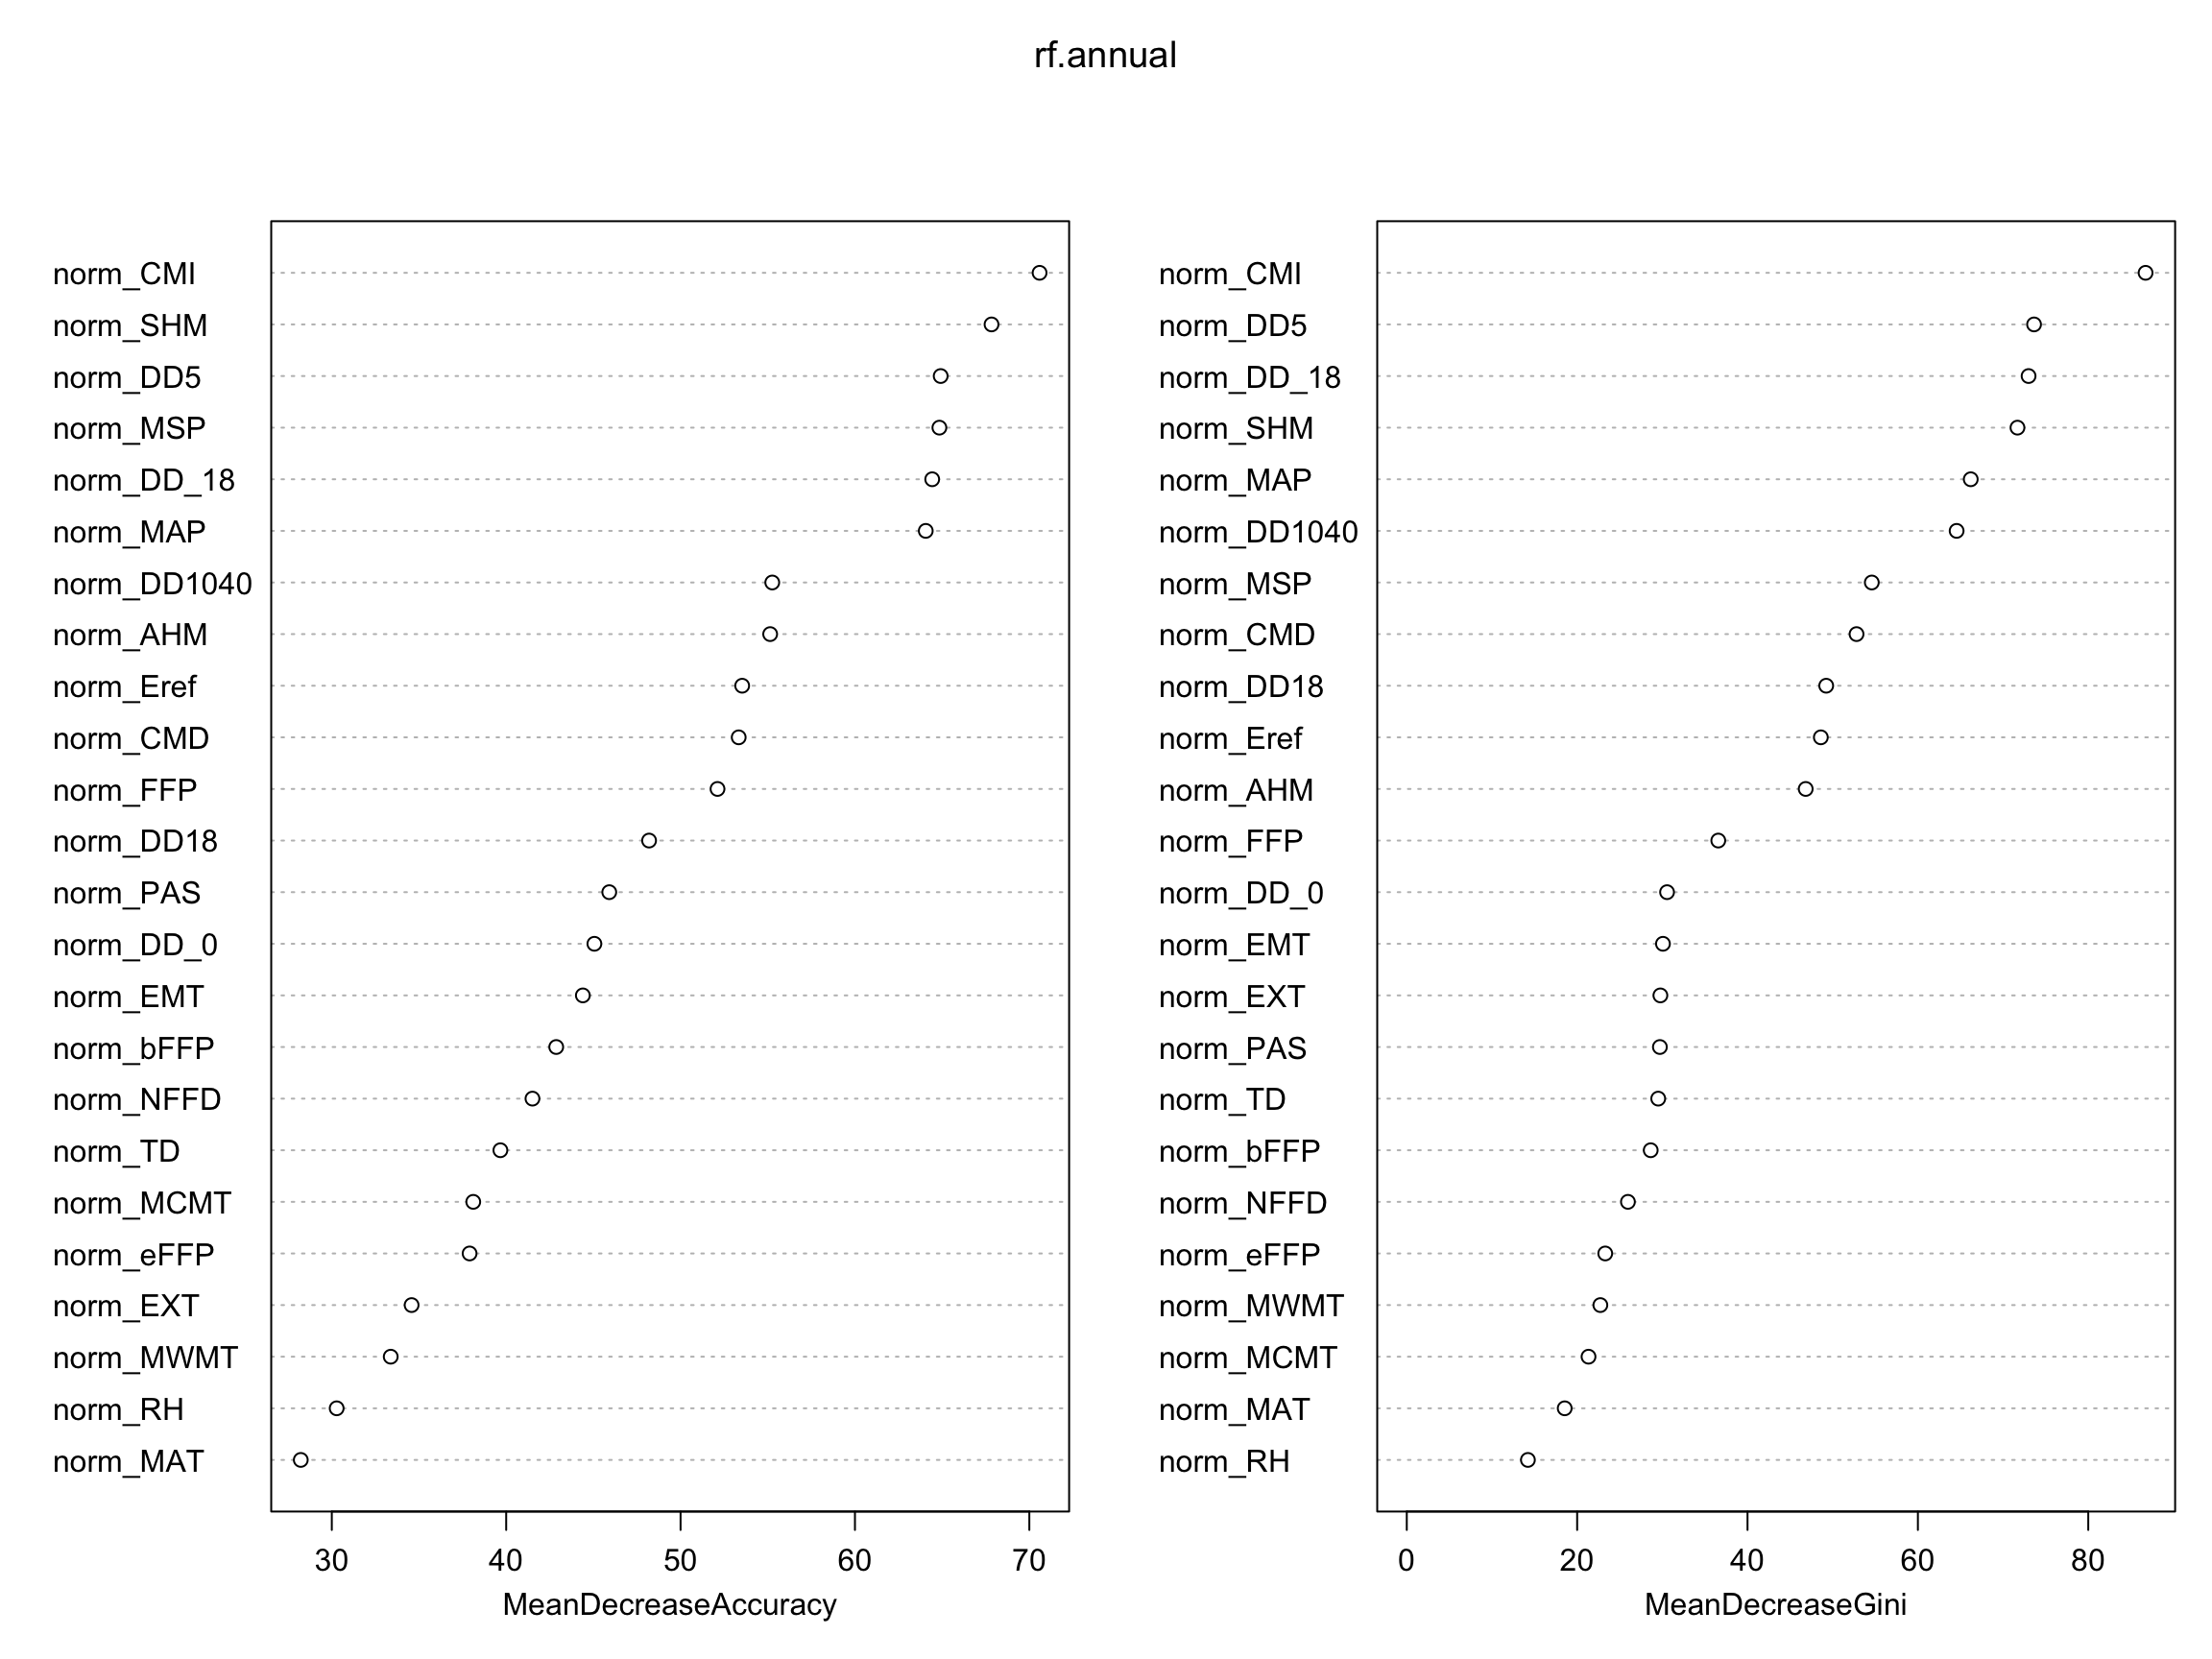 rf.annual
norm_CMI
norm_SHM
norm_DD5
norm_MSP
norm_DD_18
norm_MAP
norm_DD1040
norm_AHM
norm_Eref
norm_CMD
norm_FFP
norm_DD18
norm_PAS
norm_DD_0
norm_EMT
norm_bFFP
norm_NFFD
norm_TD
norm_MCMT
norm_eFFP
norm_EXT
norm_MWMT
norm_RH
norm_MAT
30 40 50 60 70
MeanDecreaseAccuracy
norm_CMI
norm_DD5
norm_DD_18
norm_SHM
norm_MAP
norm_DD1040
norm_MSP
norm_CMD
norm_DD18
norm_Eref
norm_AHM
norm_FFP
norm_DD_0
norm_EMT
norm_EXT
norm_PAS
norm_TD
norm_bFFP
norm_NFFD
norm_eFFP
norm_MWMT
norm_MCMT
norm_MAT
norm_RH
0 20 40 60 80
MeanDecreaseGini